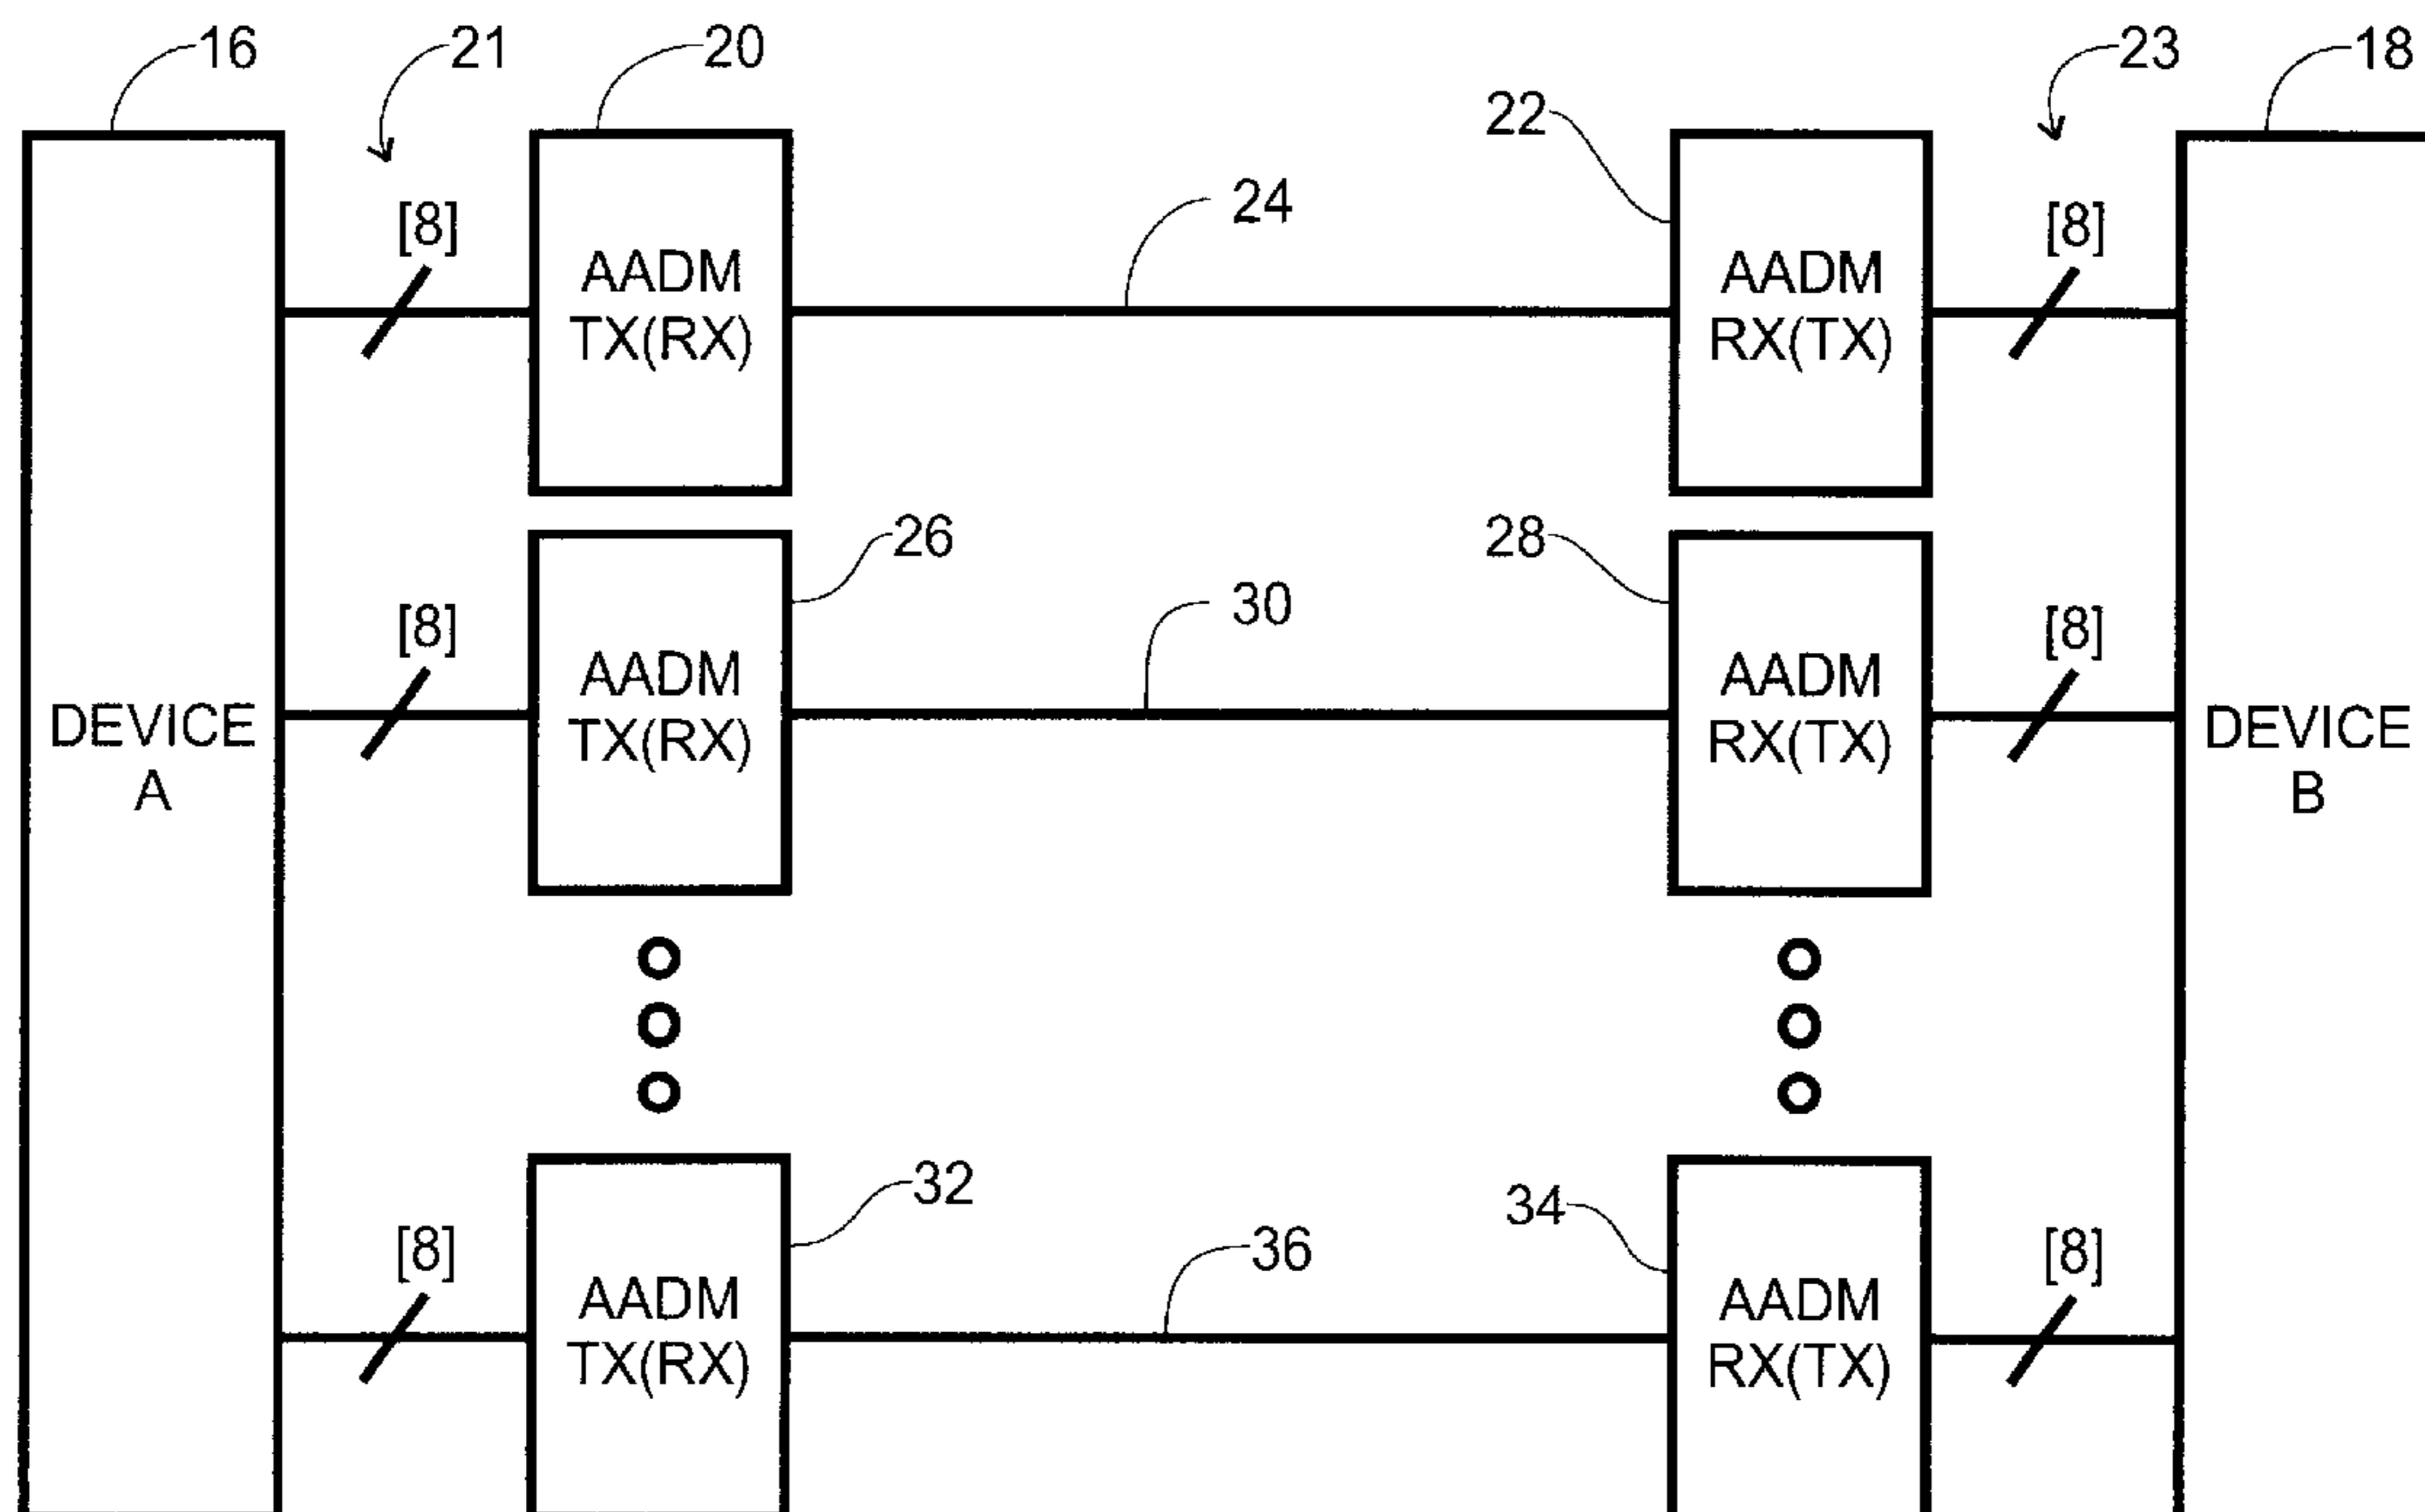 16
21
20
23
18
22
24
[8]
[8]
AADM
TX(RX)
AADM
RX(TX)
26
28
30
[8]
[8]
AADM
TX(RX)
AADM
RX(TX)
DEVICE
A
DEVICE
B
32
34
36
[8]
[8]
AADM
TX(RX)
AADM
RX(TX)